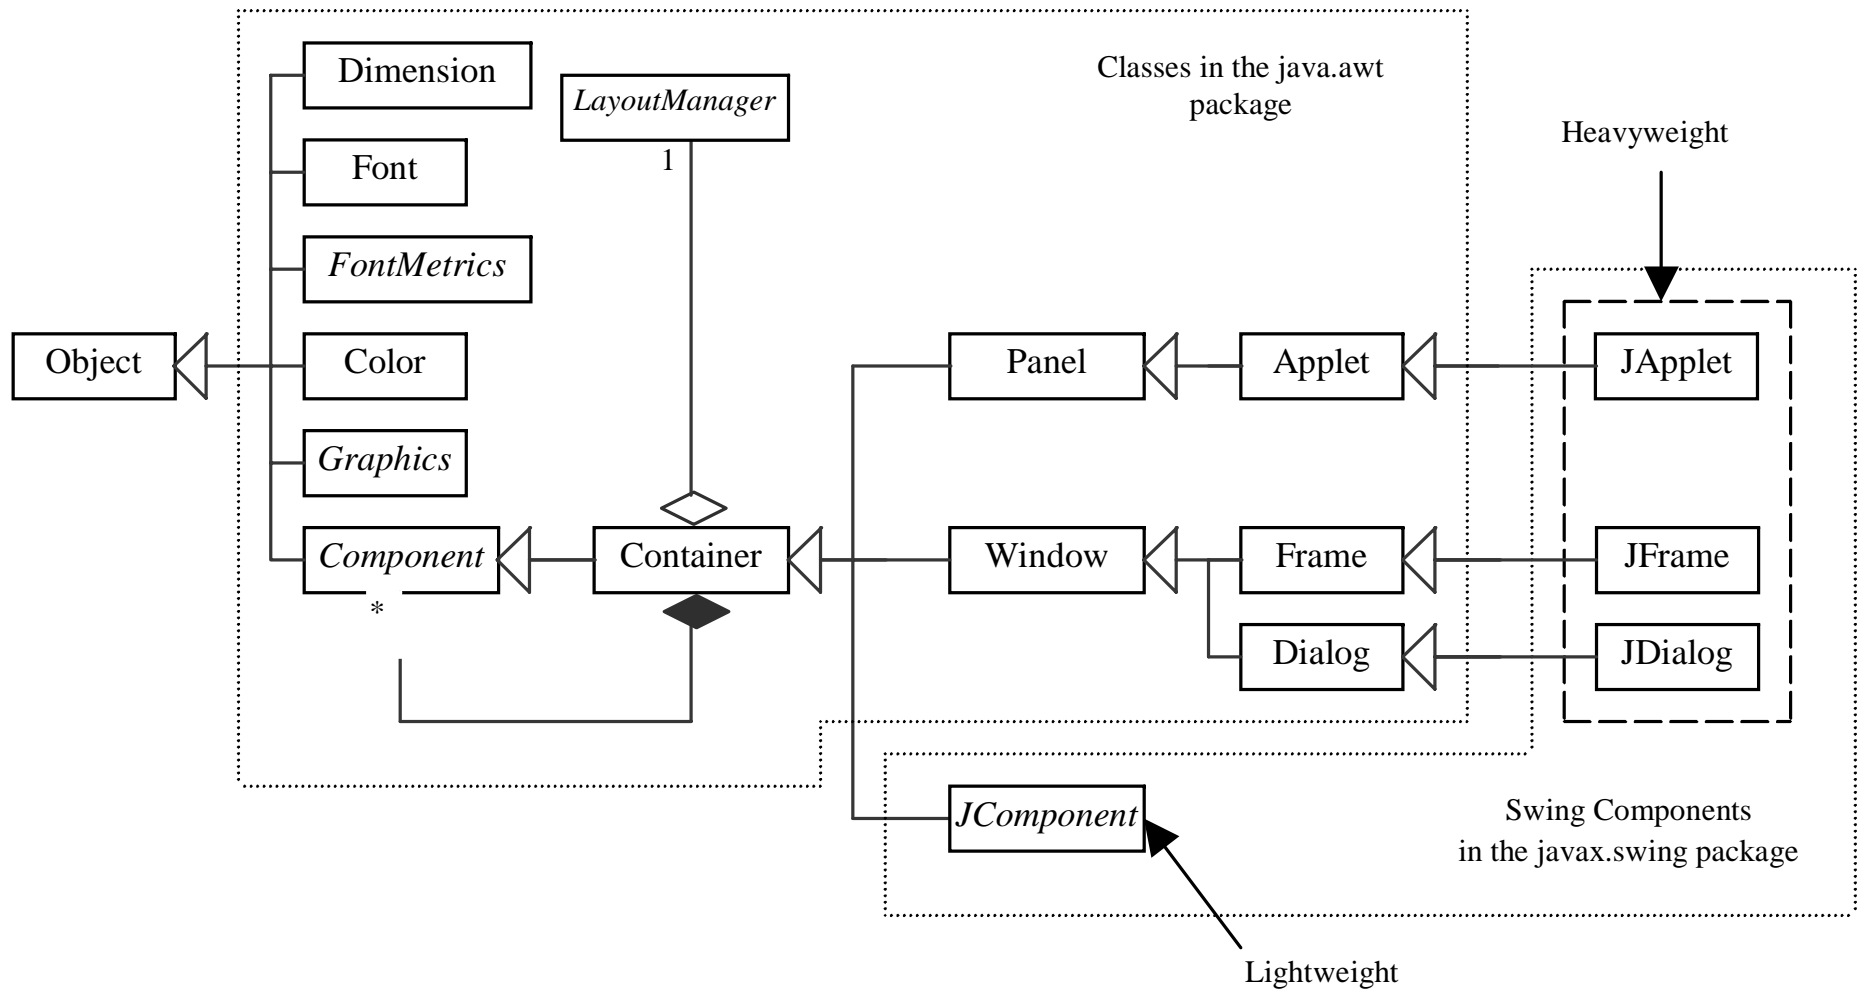 Dimension
LayoutManager
Classes in the java.awt
package
Heavyweight
Font
1
FontMetrics
Object
Color
Panel
Applet
JApplet
Graphics
Component
Container
Window
Frame
JFrame
*
Dialog
JDialog
JComponent
Swing Components
in the javax.swing package
Lightweight